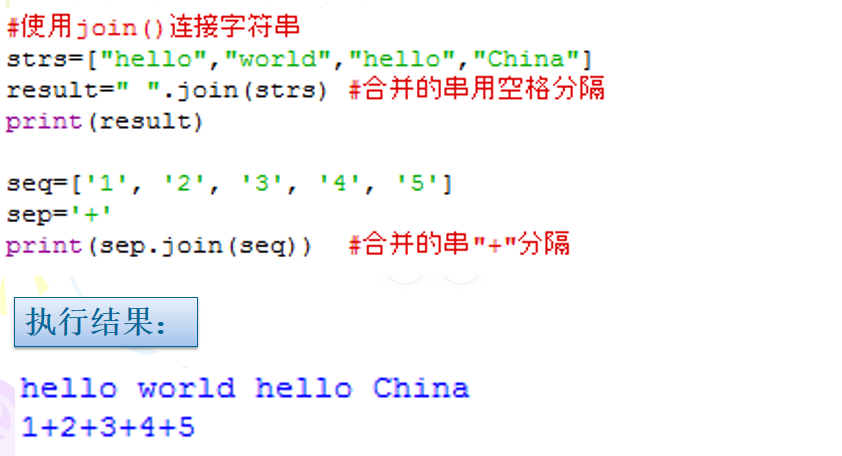 #使用join()连接字符串
strs=["hello","world","hello","China"]
result=" ".join(strs) #合并的串用空格分隔
print(result)
seq=['1', '2', '3', '4', '5']
sep='+'
print(sep.join(seq))  #合并的串"+"分隔
执行结果：
hello world hello China
1+2+3+4+5